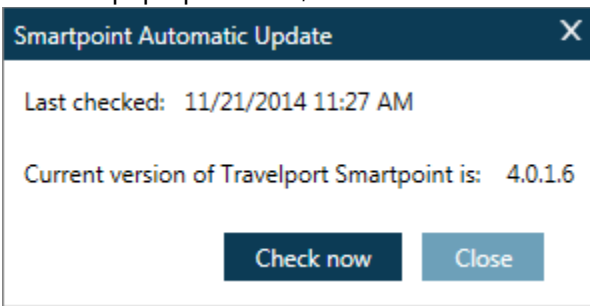 Smartpoint Automatic Update X
Last checked: 11/21/2014 11:27 AM
Current version of Travelport Smartpoint is: 4.0.1.6
Check now Close